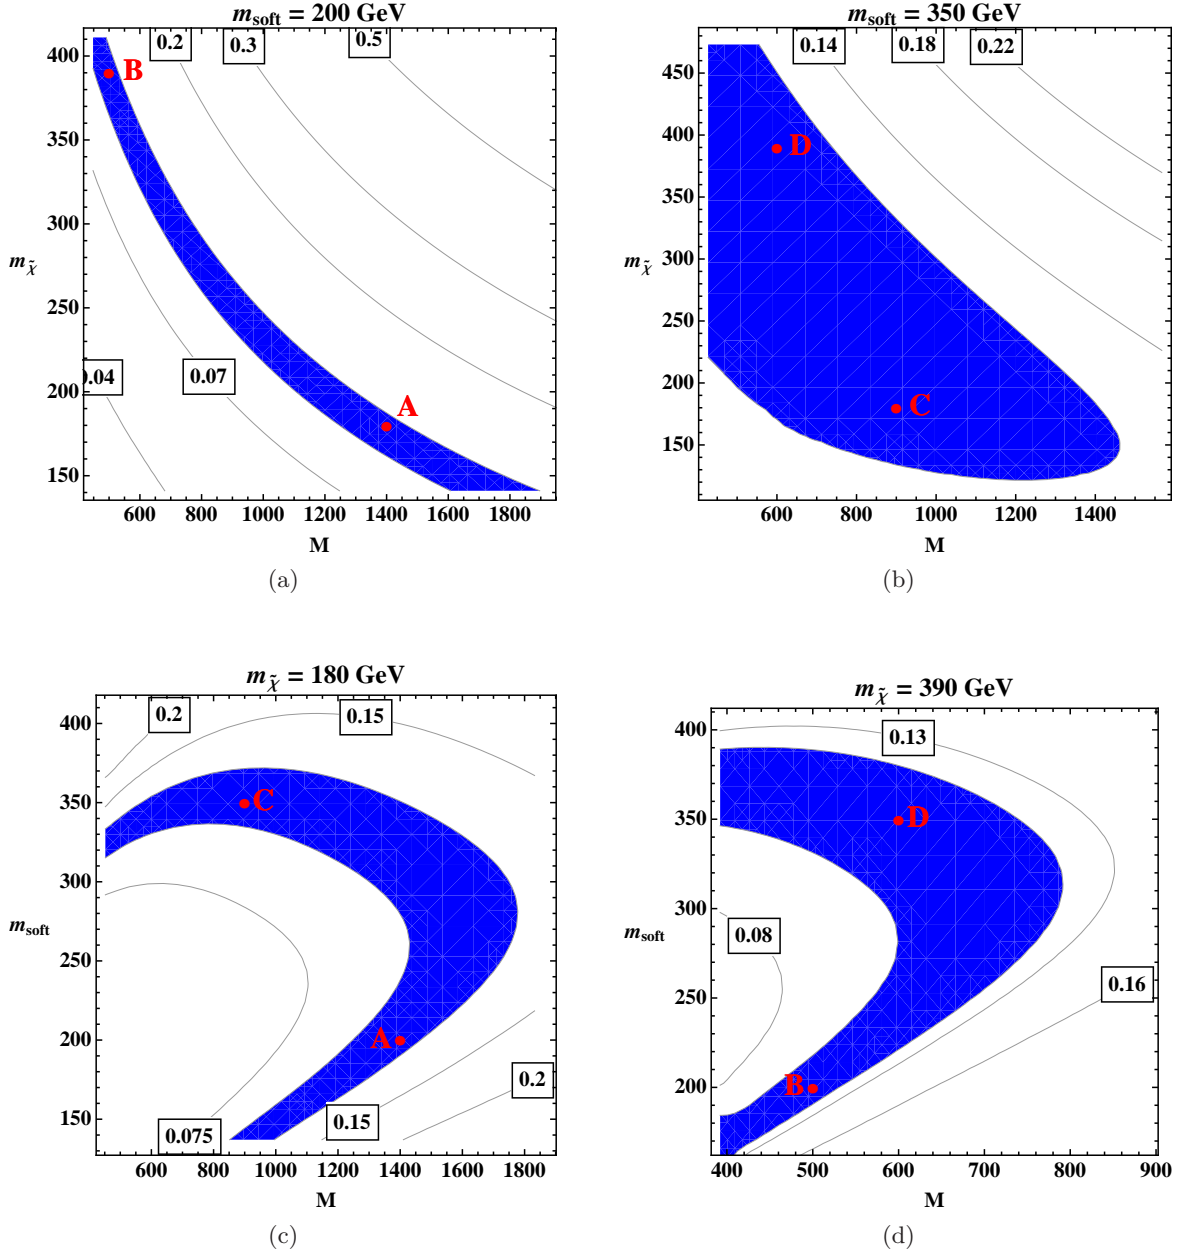 m_soft = 200 GeV
0.2
0.3
0.5
B
0.04
0.07
A
400
350
300
250
200
150
m_χ̃
600 800 1000 1200 1400 1600 1800
M
(a)
m_soft = 350 GeV
0.14
0.18
0.22
D
C
450
400
350
300
250
200
150
m_χ̃
600 800 1000 1200 1400
M
(b)
m_χ̃ = 180 GeV
0.2
0.15
C
A
0.2
0.15
0.075
400
350
300
250
200
150
m_soft
600 800 1000 1200 1400 1600 1800
M
(c)
m_χ̃ = 390 GeV
0.13
D
0.08
0.16
B
400
350
300
250
200
m_soft
400 500 600 700 800 900
M
(d)